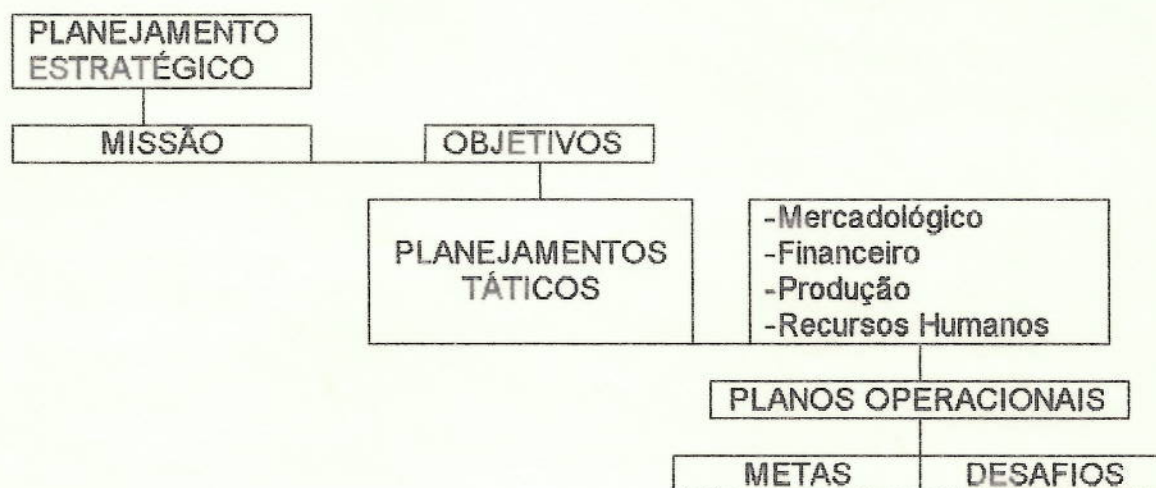 PLANEJAMENTO
ESTRATÉGICO
MISSÃO
OBJETIVOS
PLANEJAMENTOS
TÁTICOS
-Mercadológico
-Financeiro
-Produção
-Recursos Humanos
PLANOS OPERACIONAIS
METAS
DESAFIOS